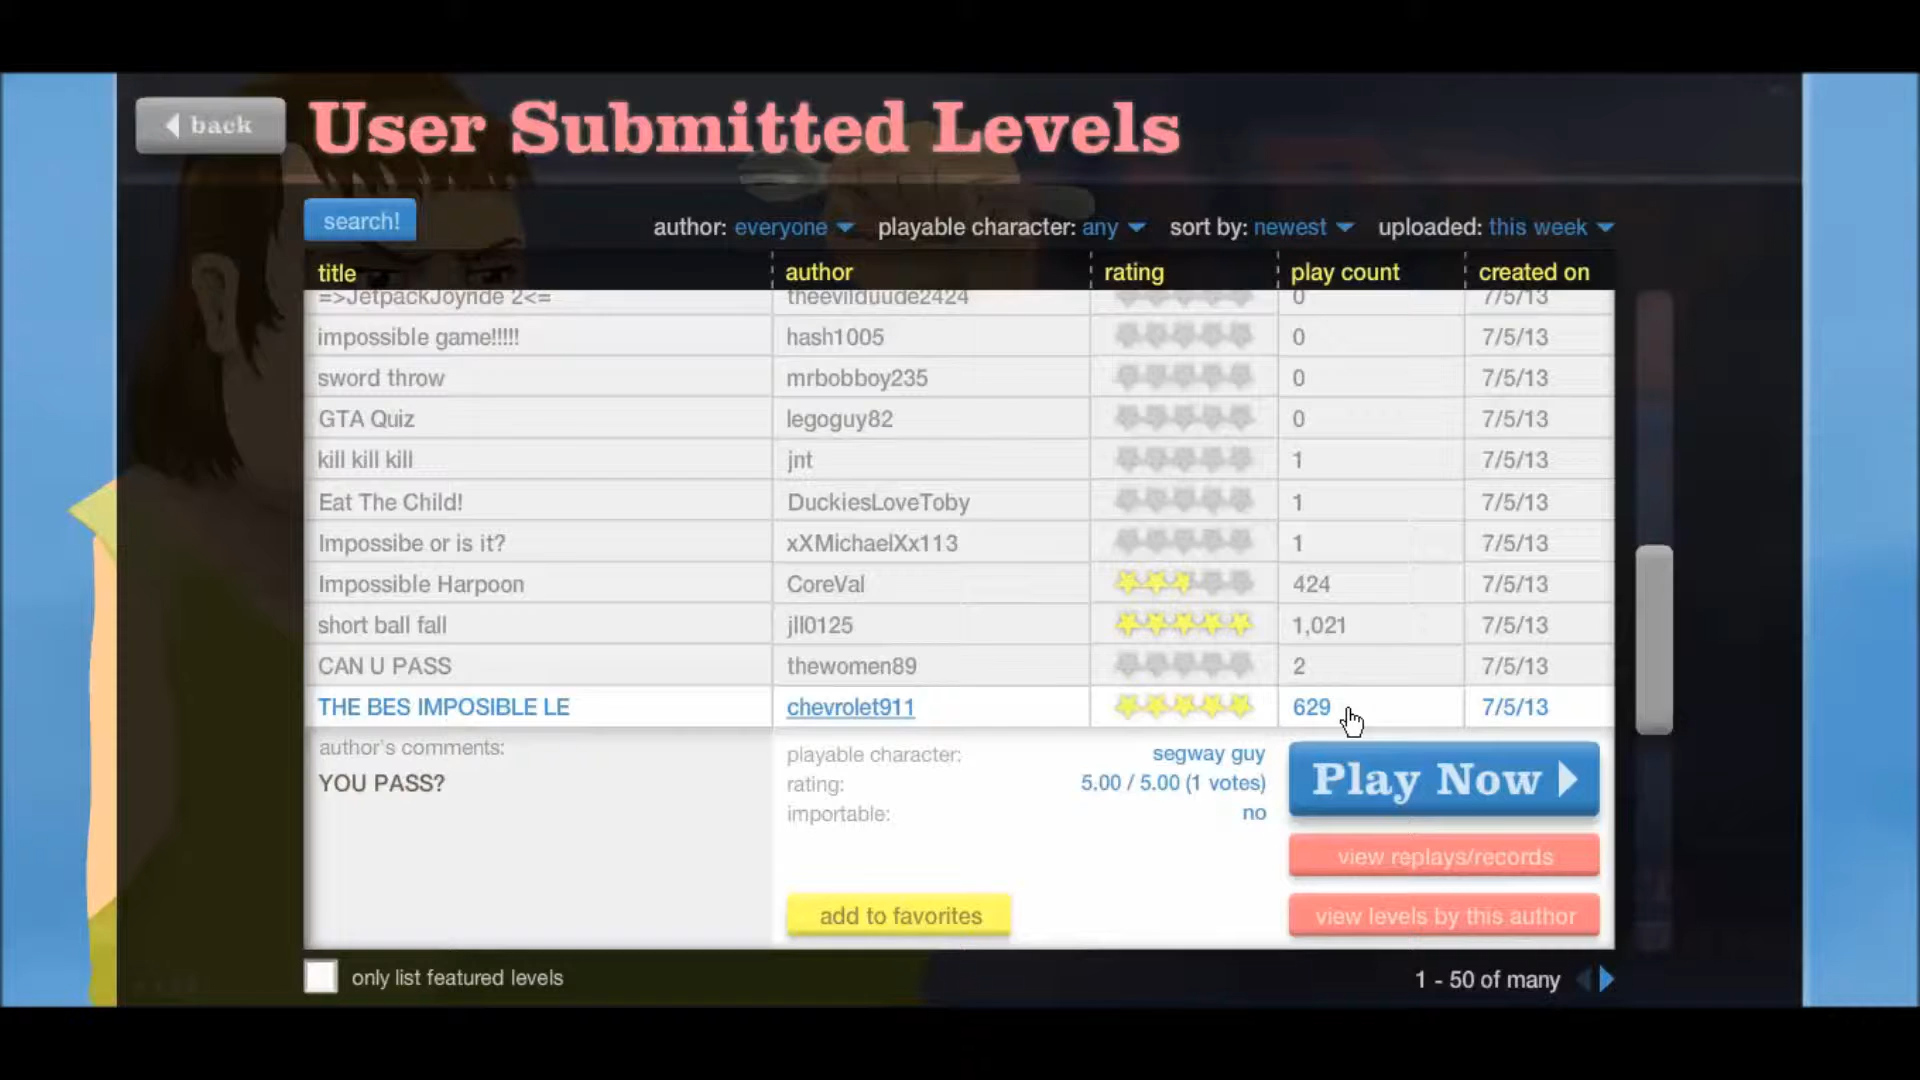 back
User Submitted Levels
search!
author: everyone playable character: any sort by: newest uploaded: this week
title author rating play count created on
=>JetpackJoyride 2<= theevilduude2424 0 7/5/13
impossible game!!!!! hash1005 0 7/5/13
sword throw mrbobboy235 0 7/5/13
GTA Quiz legoguy82 0 7/5/13
kill kill kill jnt 1 7/5/13
Eat The Child! DuckiesLoveToby 1 7/5/13
Impossibe or is it? xXMichaelXx113 1 7/5/13
Impossible Harpoon CoreVal 424 7/5/13
short ball fall jll0125 1,021 7/5/13
CAN U PASS thewomen89 2 7/5/13
THE BES IMPOSIBLE LE chevrolet911 629 7/5/13
author's comments:
YOU PASS?
playable character: segway guy
rating: 5.00 / 5.00 (1 votes)
importable: no
add to favorites
Play Now
view replays/records
view levels by this author
only list featured levels
1 - 50 of many